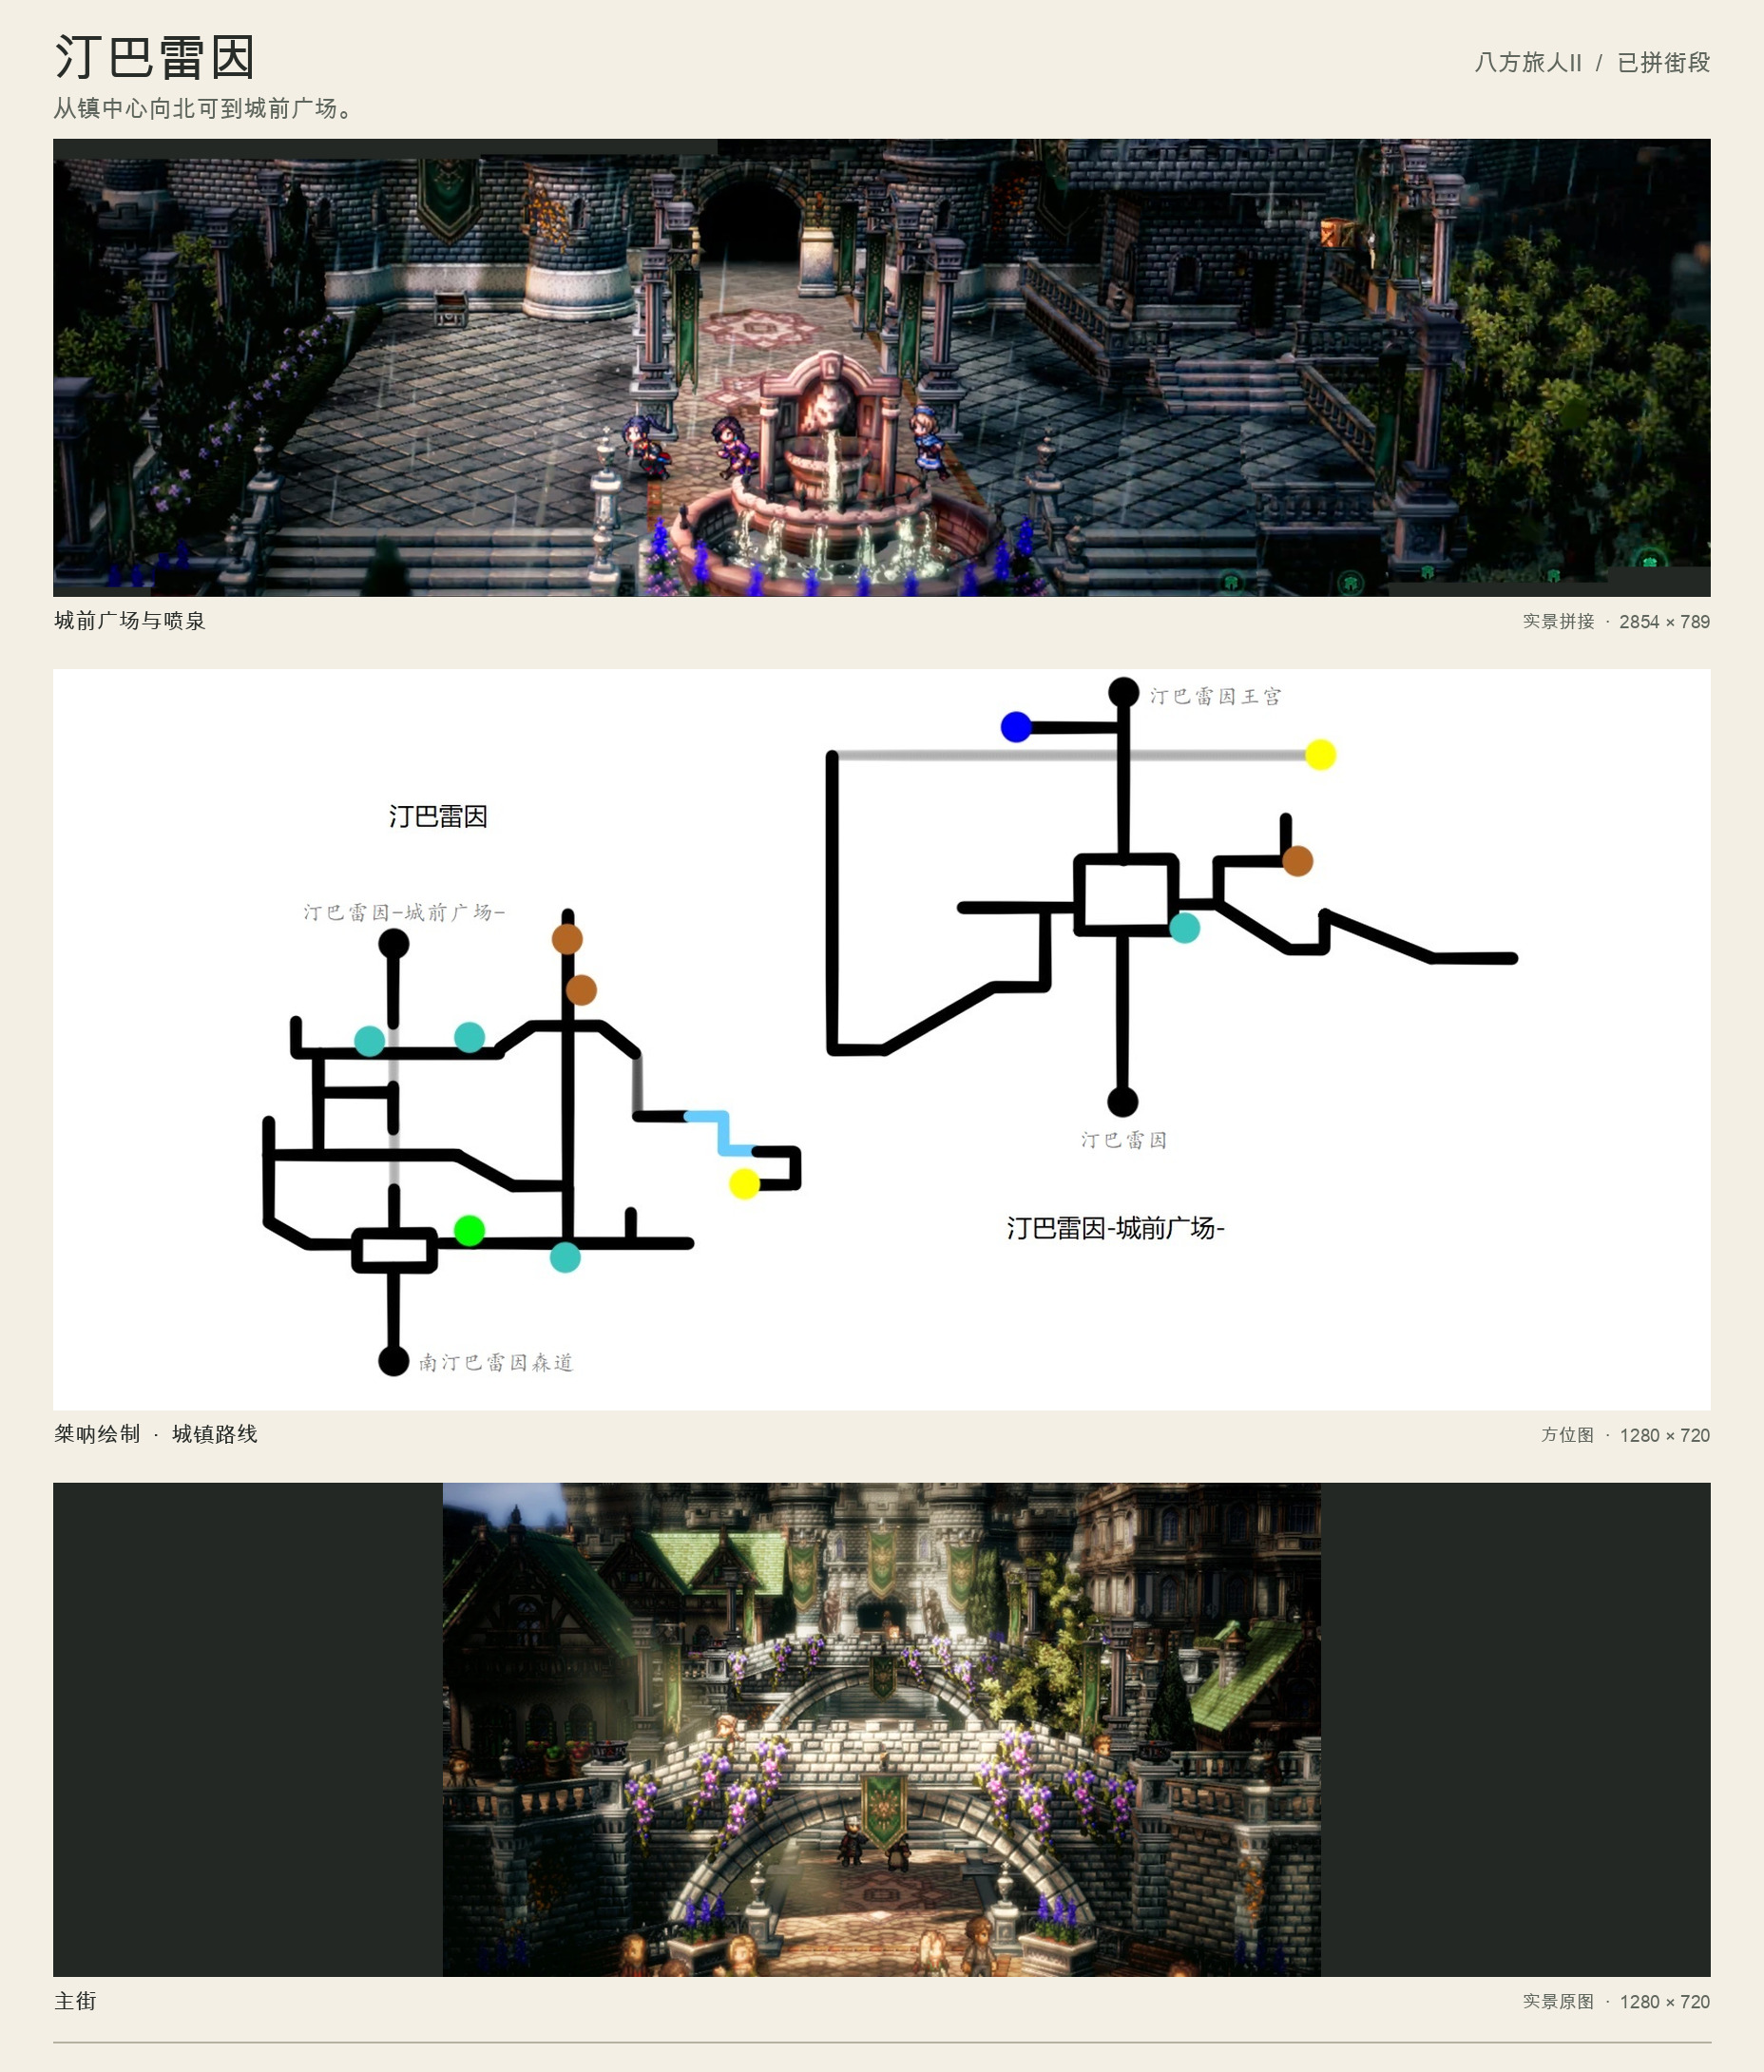 汀巴雷因
八方旅人II / 已拼街段
从镇中心向北可到城前广场。
城前广场与喷泉
实景拼接 · 2854 × 789
汀巴雷因王宫
汀巴雷因
汀巴雷因-城前广场-
汀巴雷因
汀巴雷因-城前广场-
南汀巴雷因森道
桀呐绘制 · 城镇路线
方位图 · 1280 × 720
主街
实景原图 · 1280 × 720